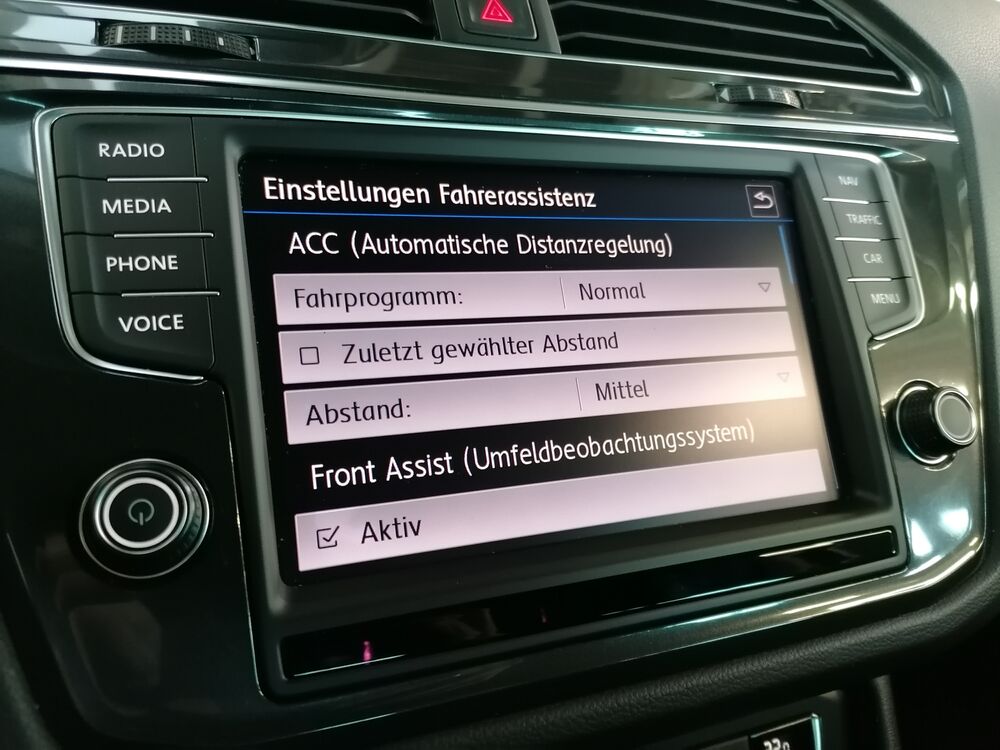 RADIO
MEDIA
PHONE
VOICE
Einstellungen Fahrerassistenz
ACC (Automatische Distanzregelung)
Fahrprogramm: Normal
Zuletzt gewählter Abstand
Abstand: Mittel
Front Assist (Umfeldbeobachtungssystem)
Aktiv
NAV
TRAFFIC
CAR
MENU